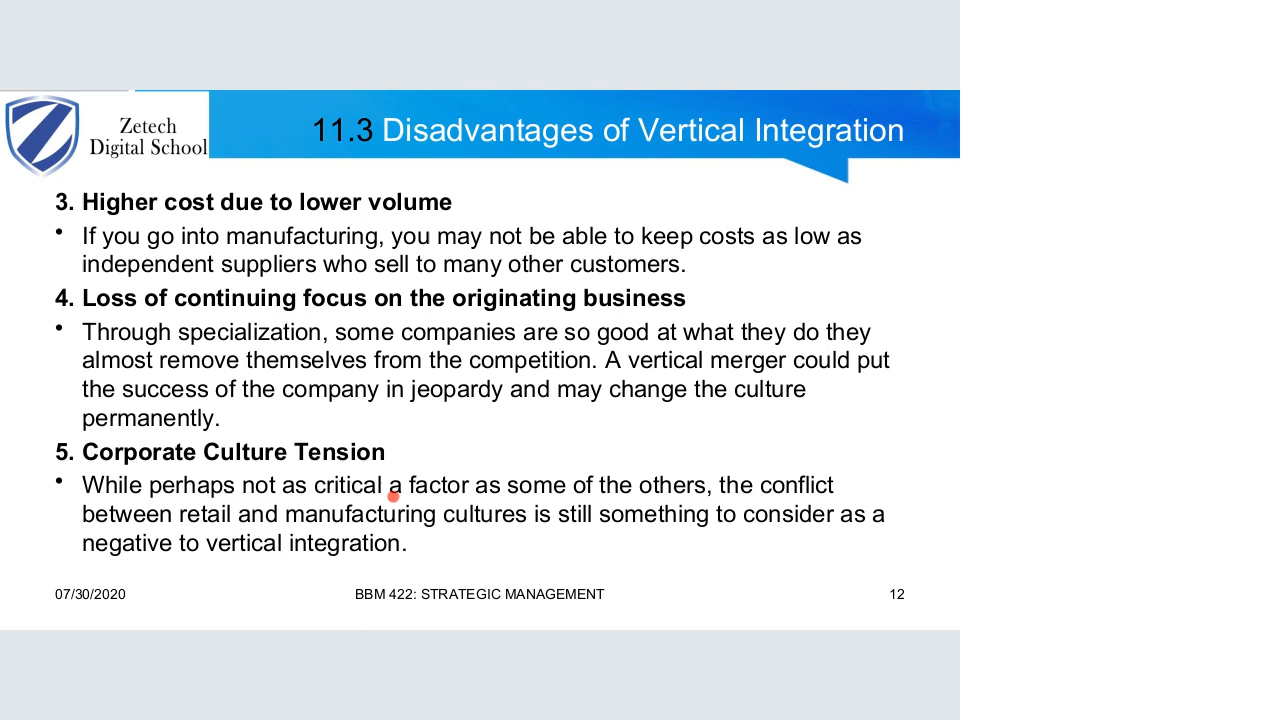 Zetech
Digital School
11.3 Disadvantages of Vertical Integration
3. Higher cost due to lower volume
• If you go into manufacturing, you may not be able to keep costs as low as
independent suppliers who sell to many other customers.
4. Loss of continuing focus on the originating business
• Through specialization, some companies are so good at what they do they
almost remove themselves from the competition. A vertical merger could put
the success of the company in jeopardy and may change the culture
permanently.
5. Corporate Culture Tension
• While perhaps not as critical a factor as some of the others, the conflict
between retail and manufacturing cultures is still something to consider as a
negative to vertical integration.
07/30/2020 BBM 422: STRATEGIC MANAGEMENT 12